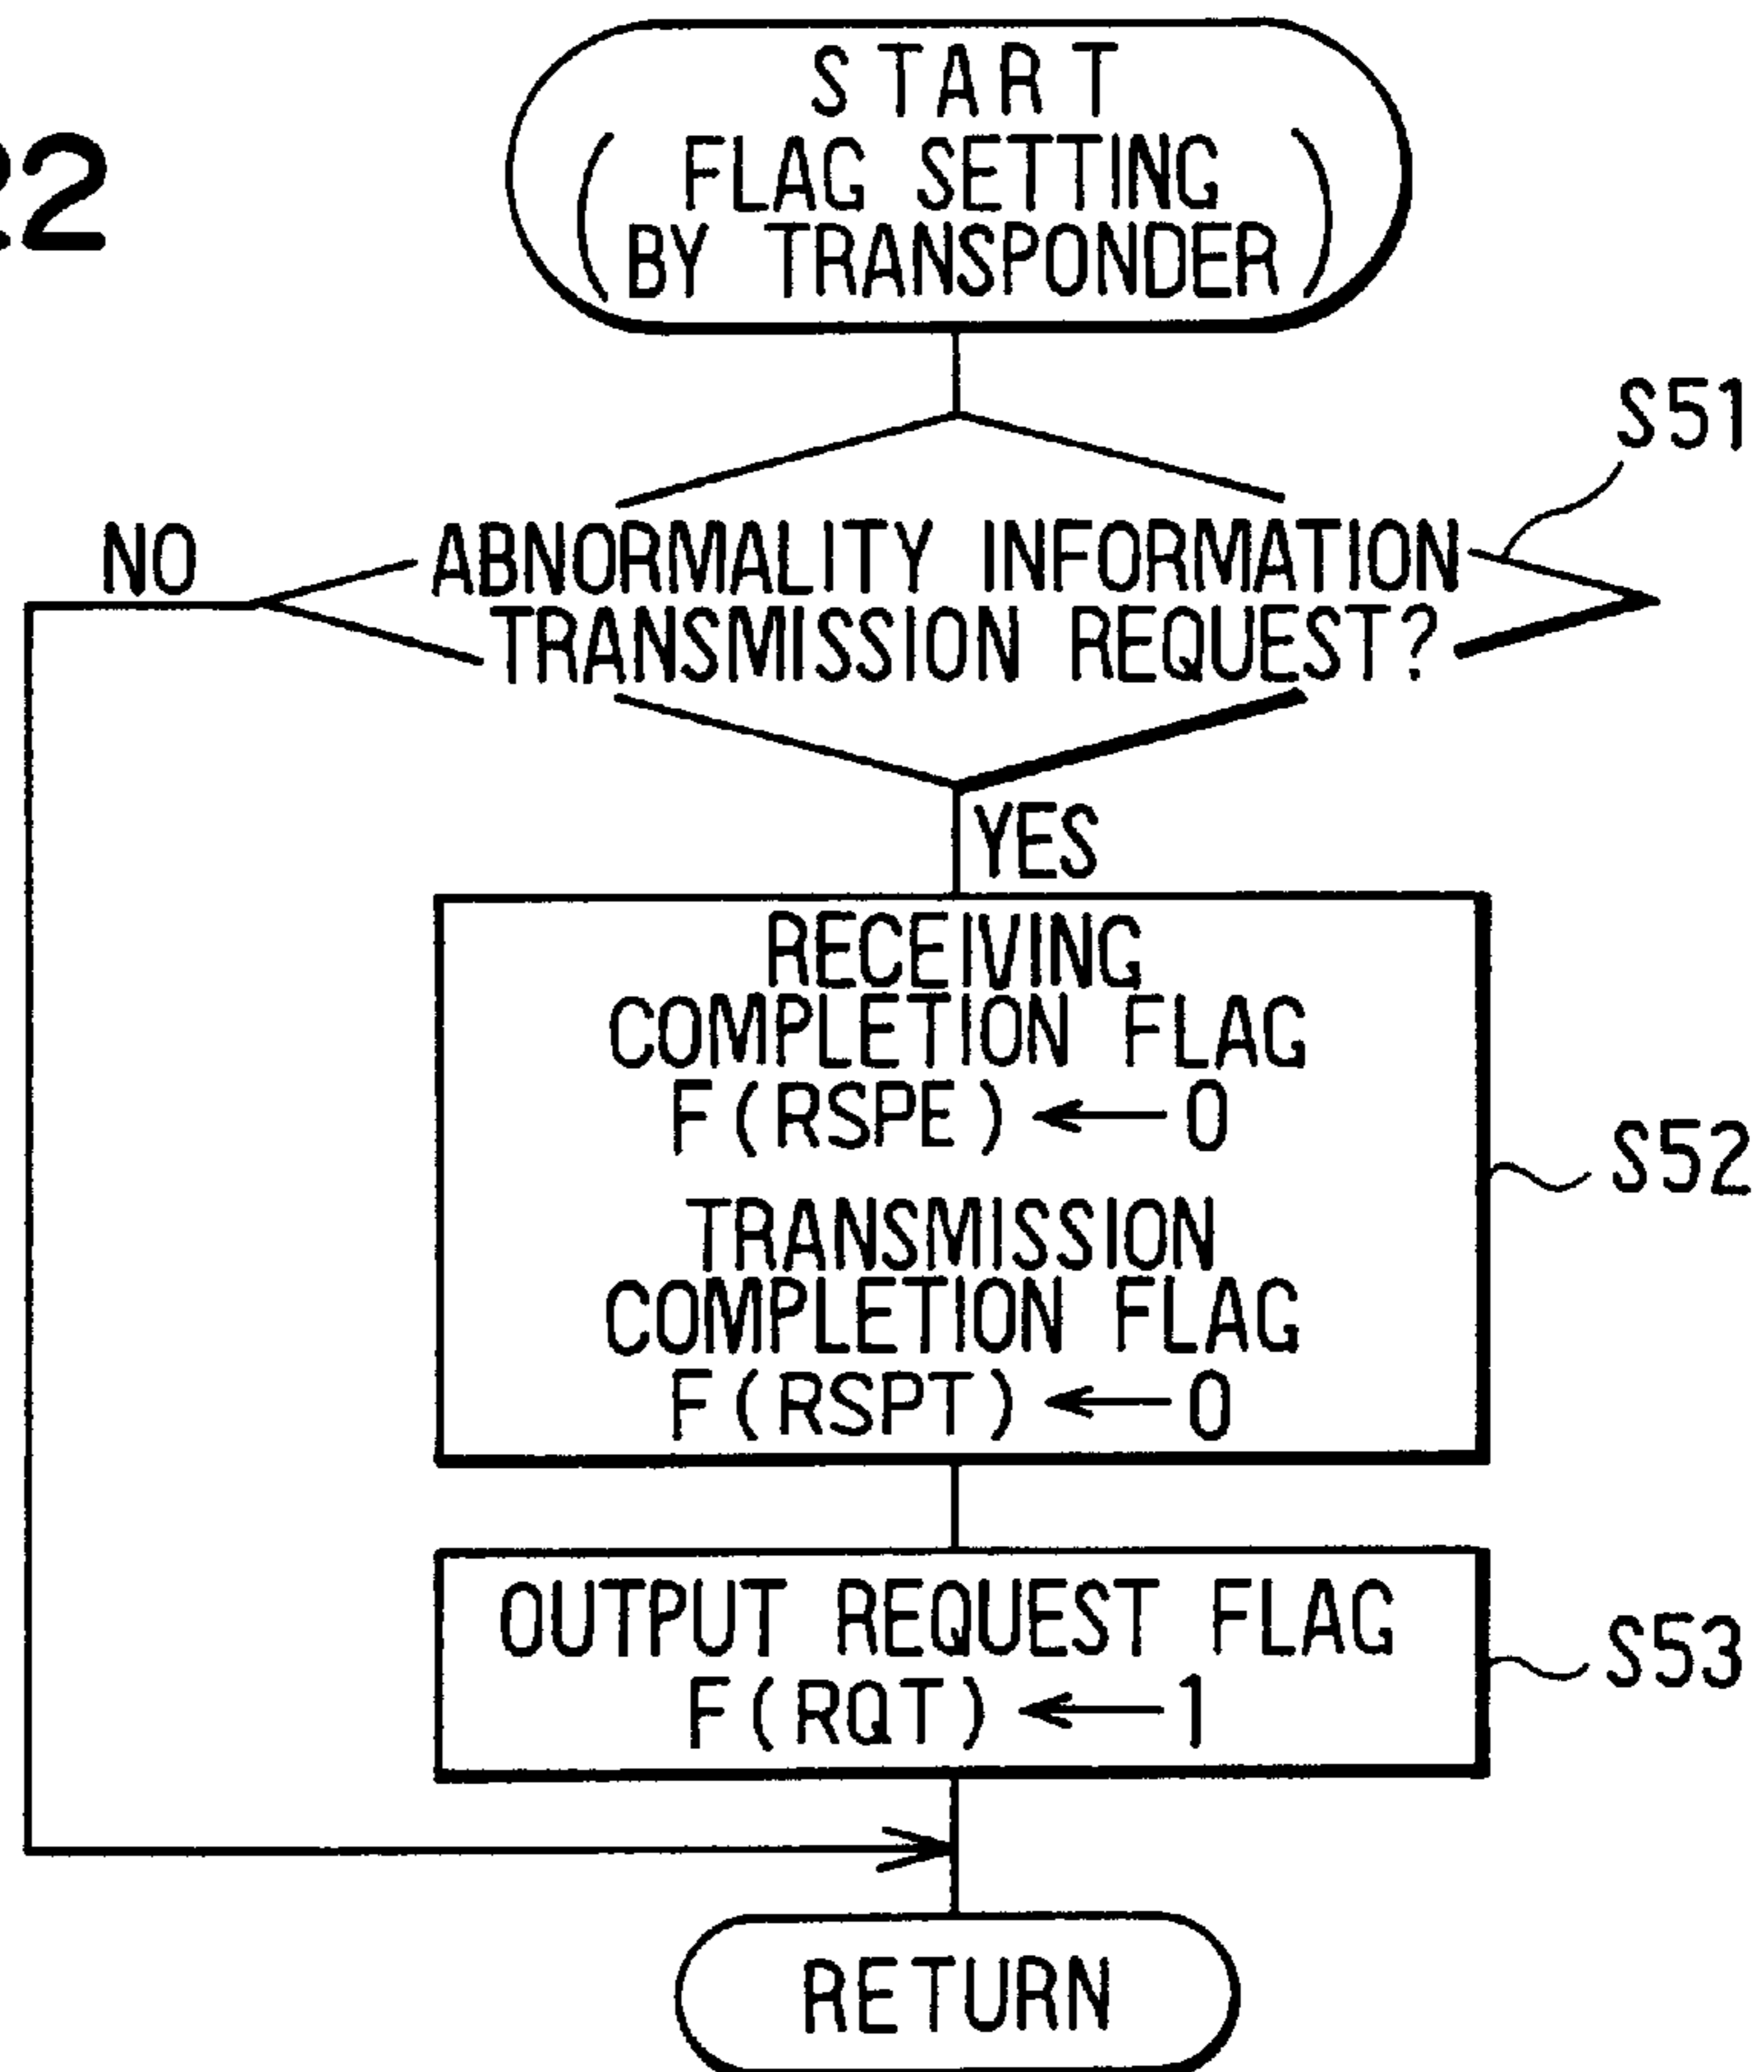 22
START
( FLAG SETTING
BY TRANSPONDER )
S51
NO
ABNORMALITY INFORMATION
TRANSMISSION REQUEST?
YES
RECEIVING
COMPLETION FLAG
F(RSPE) ← 0
S52
TRANSMISSION
COMPLETION FLAG
F(RSPT) ← 0
OUTPUT REQUEST FLAG
S53
F(RQT) ← 1
RETURN